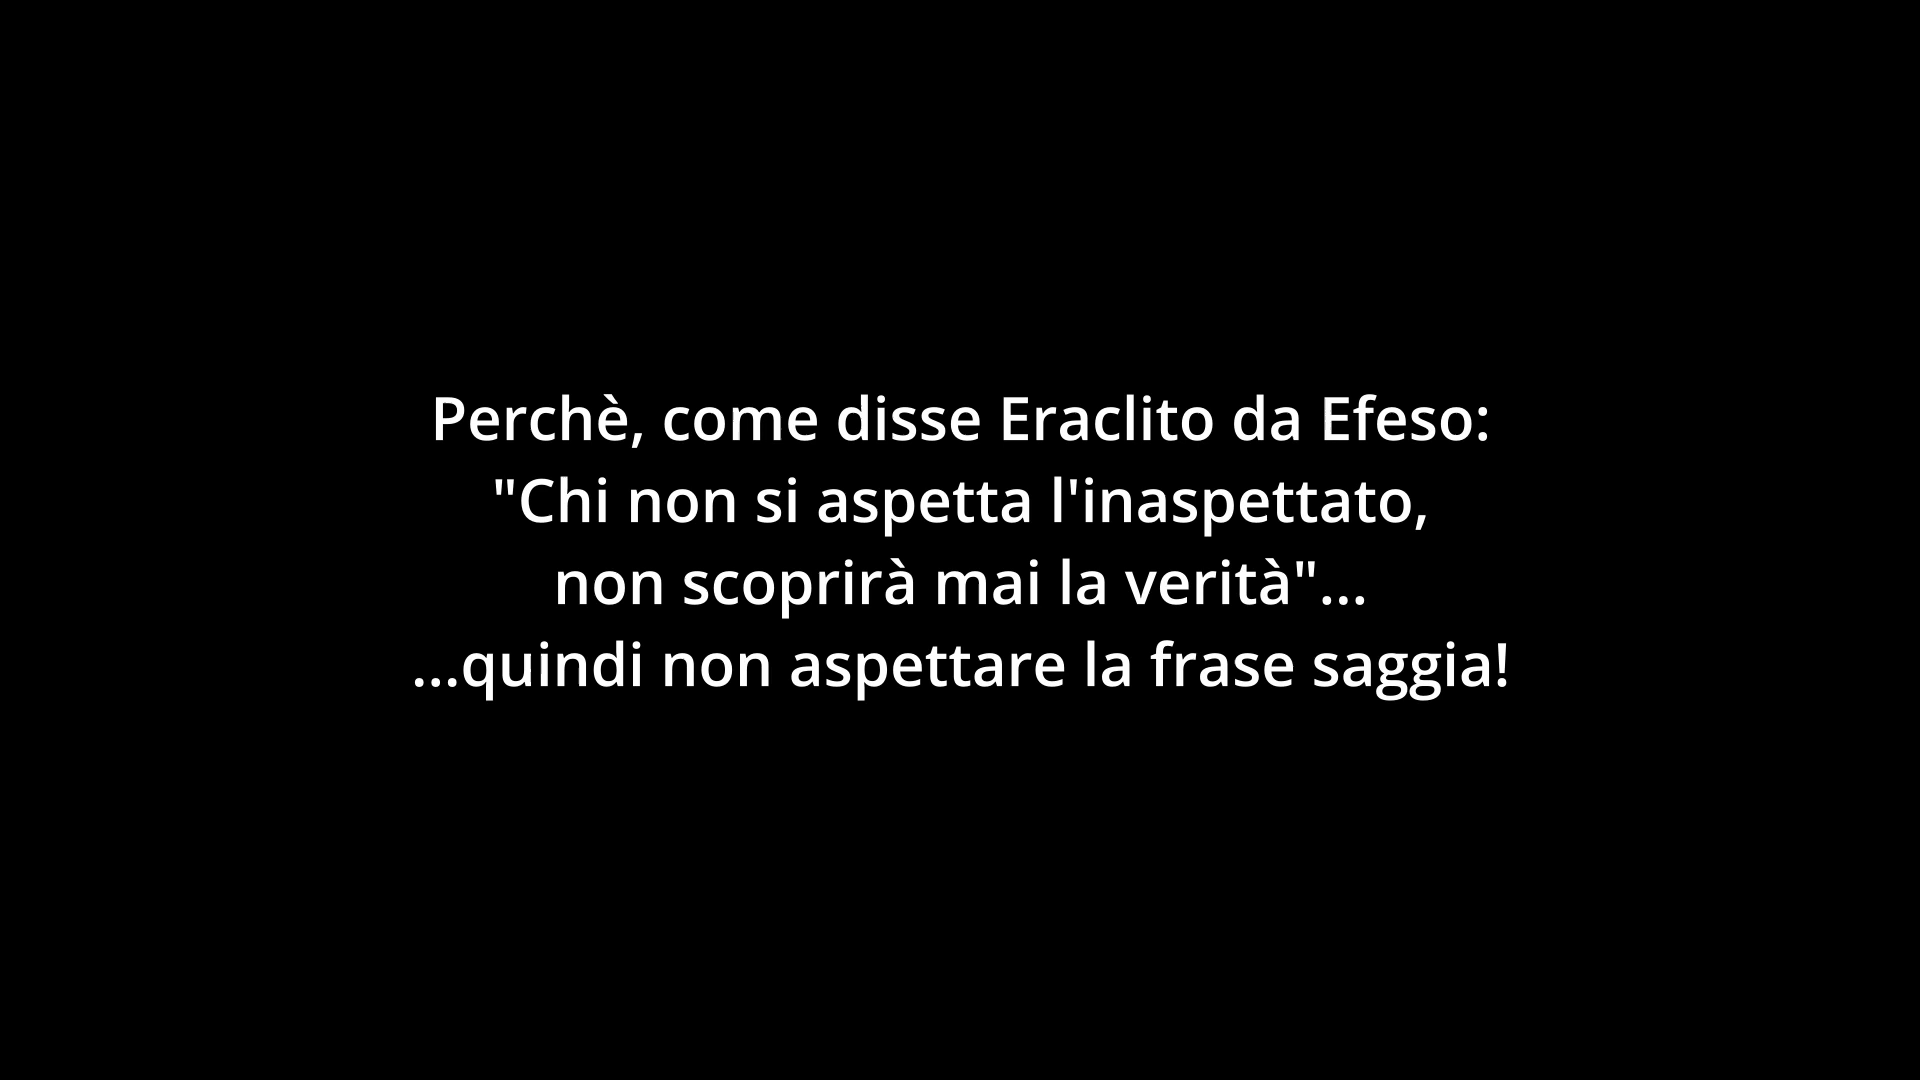 Perchè, come disse Eraclito da Efeso:
"Chi non si aspetta l'inaspettato,
non scoprirà mai la verità"...
...quindi non aspettare la frase saggia!